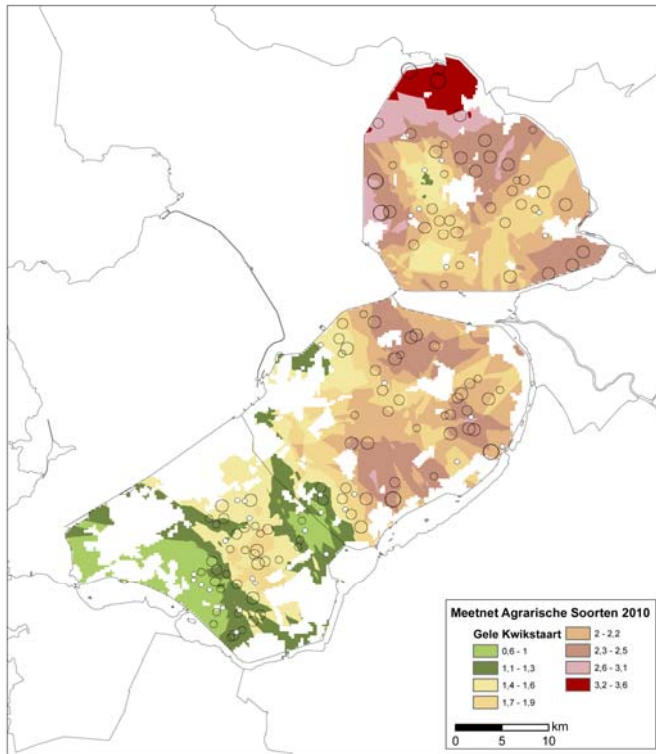 Meetnet Agrarische Soorten 2010
Gele Kwikstaart
0,6 - 1
1,1 - 1,3
1,4 - 1,6
1,7 - 1,9
2 - 2,2
2,3 - 2,5
2,6 - 3,1
3,2 - 3,6
km
0 5 10